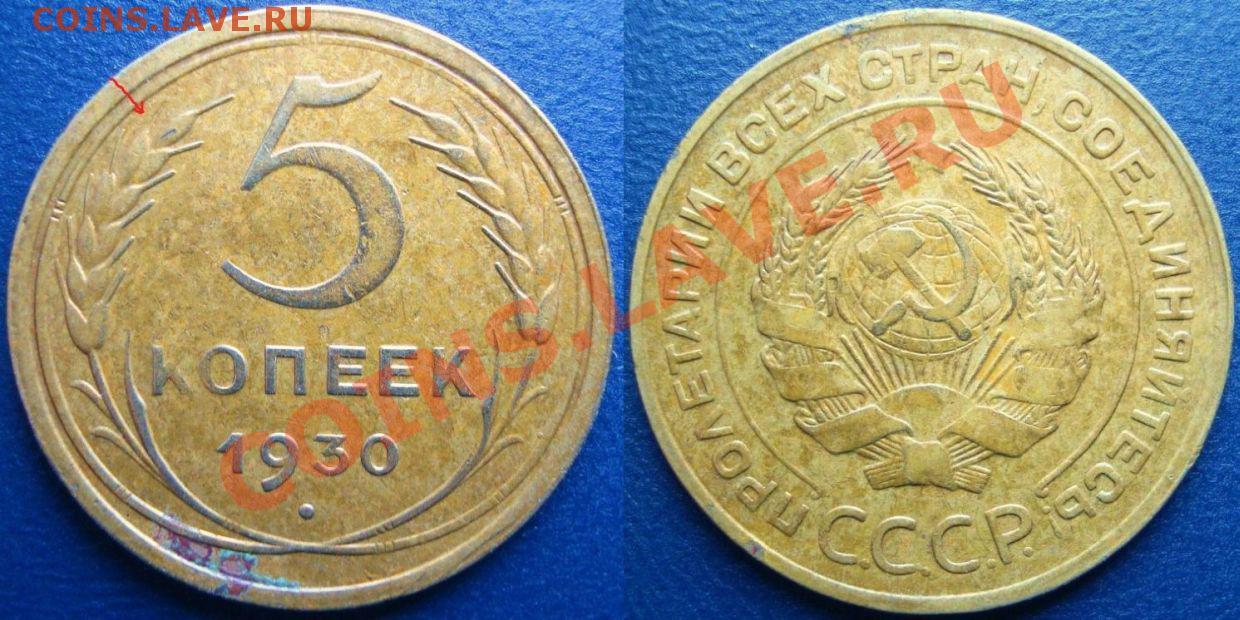 COINS.LAVE.RU
5
КОПЕЕК
1930
COINS.LAVE.RU
ПРОЛЕТАРИИ ВСЕХ СТРАН, СОЕДИНЯЙТЕСЬ!
С.С.С.Р.